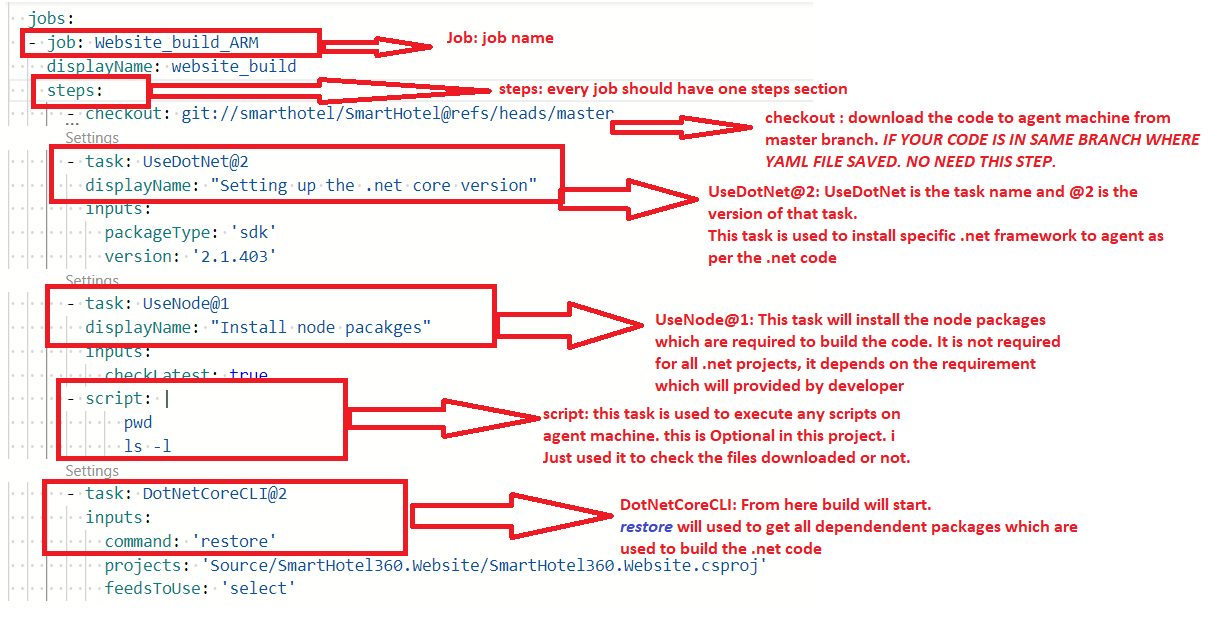 jobs:
- job: Website_build_ARM
Job: job name
displayName: website_build
steps:
steps: every job should have one steps section
- checkout: git://smarthotel/SmartHotel@refs/heads/master
checkout : download the code to agent machine from
master branch. IF YOUR CODE IS IN SAME BRANCH WHERE
YAML FILE SAVED. NO NEED THIS STEP.
Settings
- task: UseDotNet@2
displayName: "Setting up the .net core version"
UseDotNet@2: UseDotNet is the task name and @2 is the
version of that task.
This task is used to install specific .net framework to agent as
per the .net code
inputs:
packageType: 'sdk'
version: '2.1.403'
Settings
- task: UseNode@1
displayName: "Install node pacakges"
UseNode@1: This task will install the node packages
which are required to build the code. It is not required
for all .net projects, it depends on the requirement
which will provided by developer
inputs:
checkLatest: true
- script: |
pwd
ls -l
script: this task is used to execute any scripts on
agent machine. this is Optional in this project. i
Just used it to check the files downloaded or not.
Settings
- task: DotNetCoreCLI@2
inputs:
command: 'restore'
DotNetCoreCLI: From here build will start.
restore will used to get all dependendent packages which are
used to build the .net code
projects: 'Source/SmartHotel360.Website/SmartHotel360.Website.csproj'
feedsToUse: 'select'